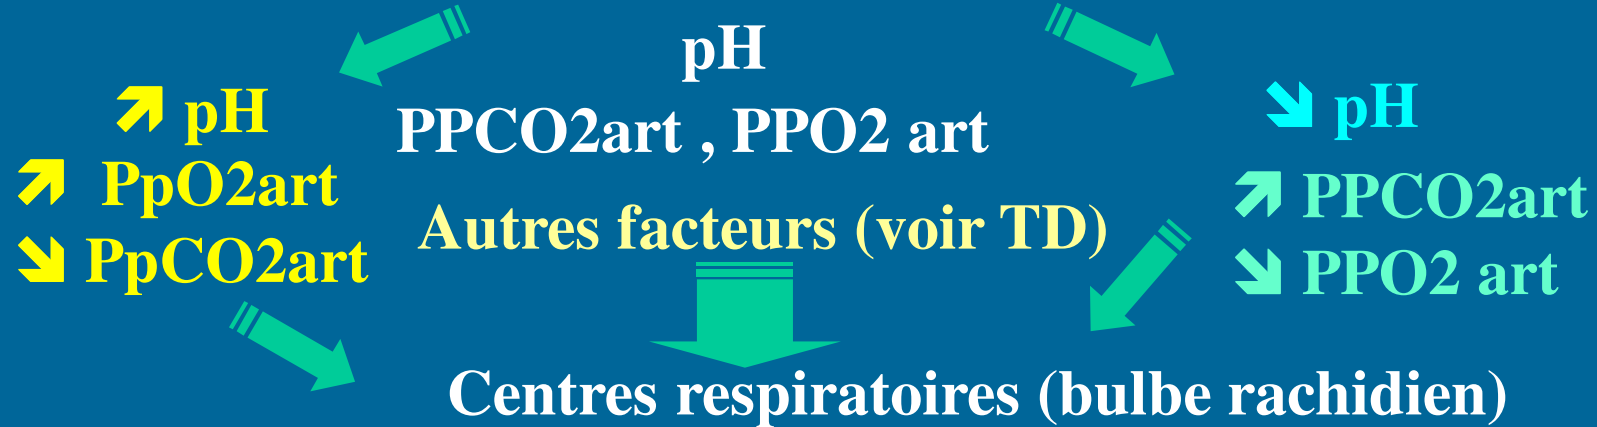 pH
PPCO2art , PPO2 art
Autres facteurs (voir TD)
↗ pH
↗ PpO2art
↘ PpCO2art
↘ pH
↗ PPCO2art
↘ PPO2 art
Centres respiratoires (bulbe rachidien)